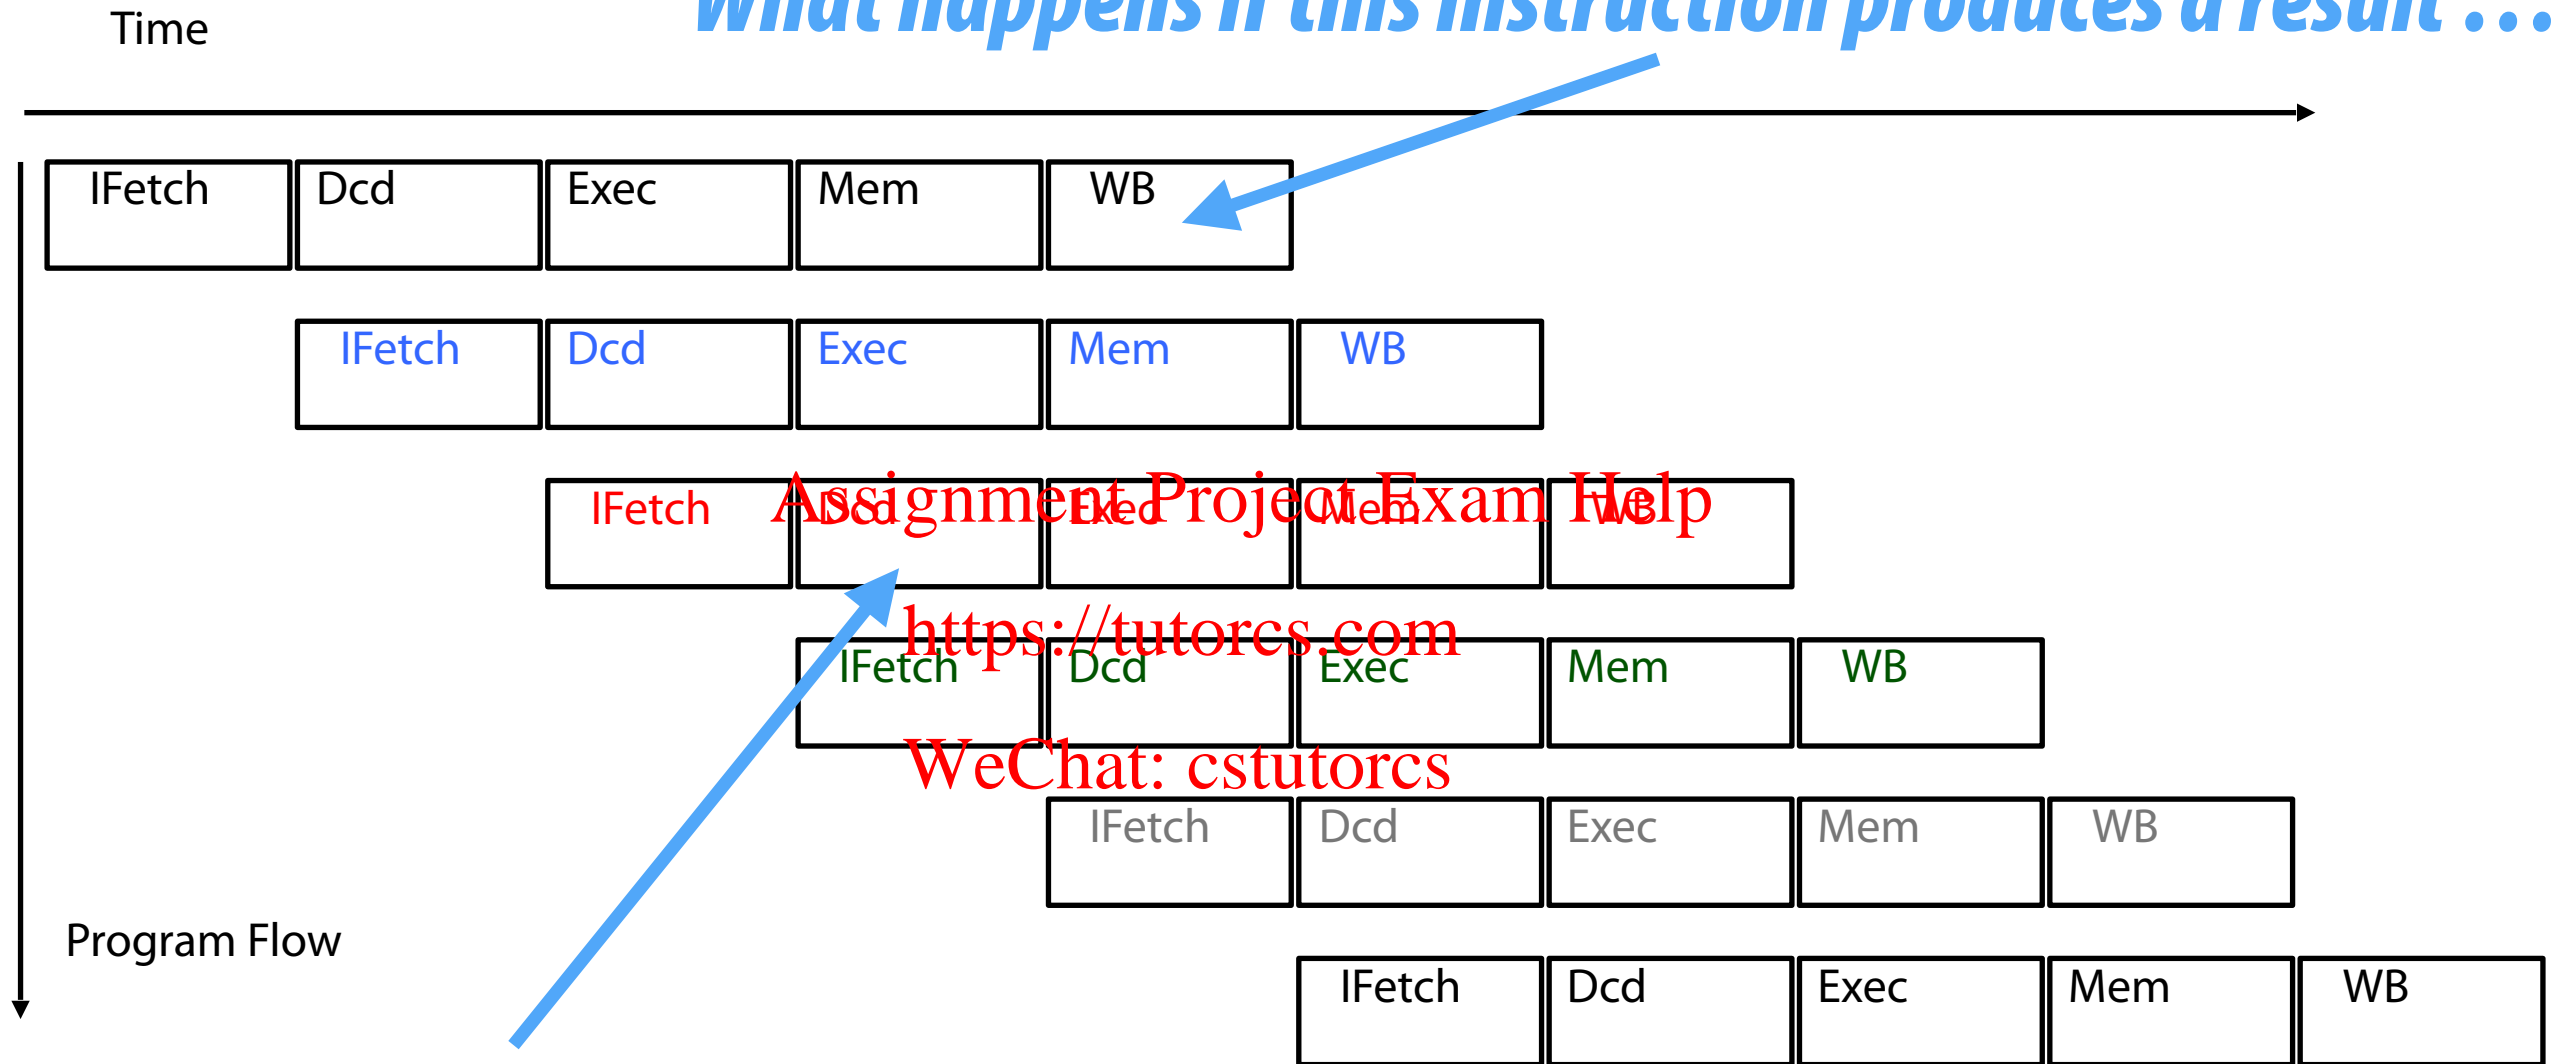 What happens if this instruction produces a result . . .
Time
IFetch Dcd Exec Mem WB
IFetch Dcd Exec Mem WB
IFetch Dcd Exec Mem WB
Assignment Project Exam Help
https://tutorcs.com
IFetch Dcd Exec Mem WB
WeChat: cstutorcs
IFetch Dcd Exec Mem WB
Program Flow
IFetch Dcd Exec Mem WB